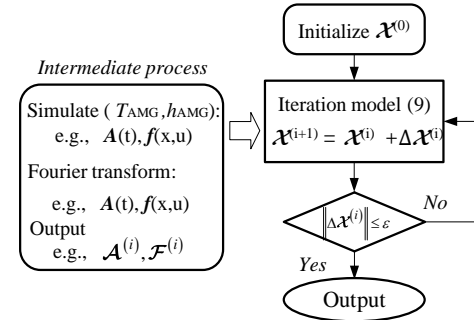 Initialize 𝓧⁽⁰⁾
Intermediate process
Simulate ( TAMG ,hAMG):
e.g., A(t), f(x,u)
Fourier transform:
e.g., A(t), f(x,u)
Output
e.g., 𝓐⁽ⁱ⁾, 𝓕⁽ⁱ⁾
Iteration model (9)
𝓧⁽ⁱ⁺¹⁾ = 𝓧⁽ⁱ⁾ +Δ𝓧⁽ⁱ⁾
‖Δ𝓧⁽ⁱ⁾‖ ≤ ε
No
Yes
Output